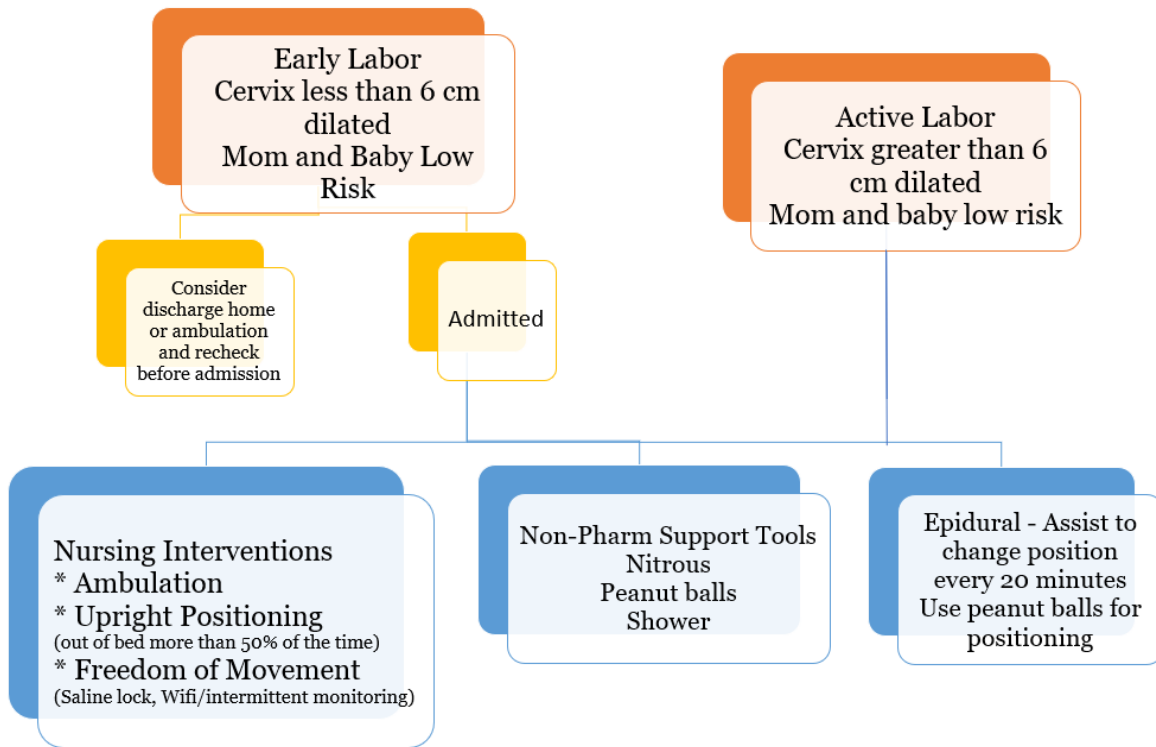 Early Labor
Cervix less than 6 cm
dilated
Mom and Baby Low
Risk
Active Labor
Cervix greater than 6
cm dilated
Mom and baby low risk
Consider
discharge home
or ambulation
and recheck
before admission
Admitted
Nursing Interventions
* Ambulation
* Upright Positioning
(out of bed more than 50% of the time)
* Freedom of Movement
(Saline lock, Wifi/intermittent monitoring)
Non-Pharm Support Tools
Nitrous
Peanut balls
Shower
Epidural - Assist to
change position
every 20 minutes
Use peanut balls for
positioning